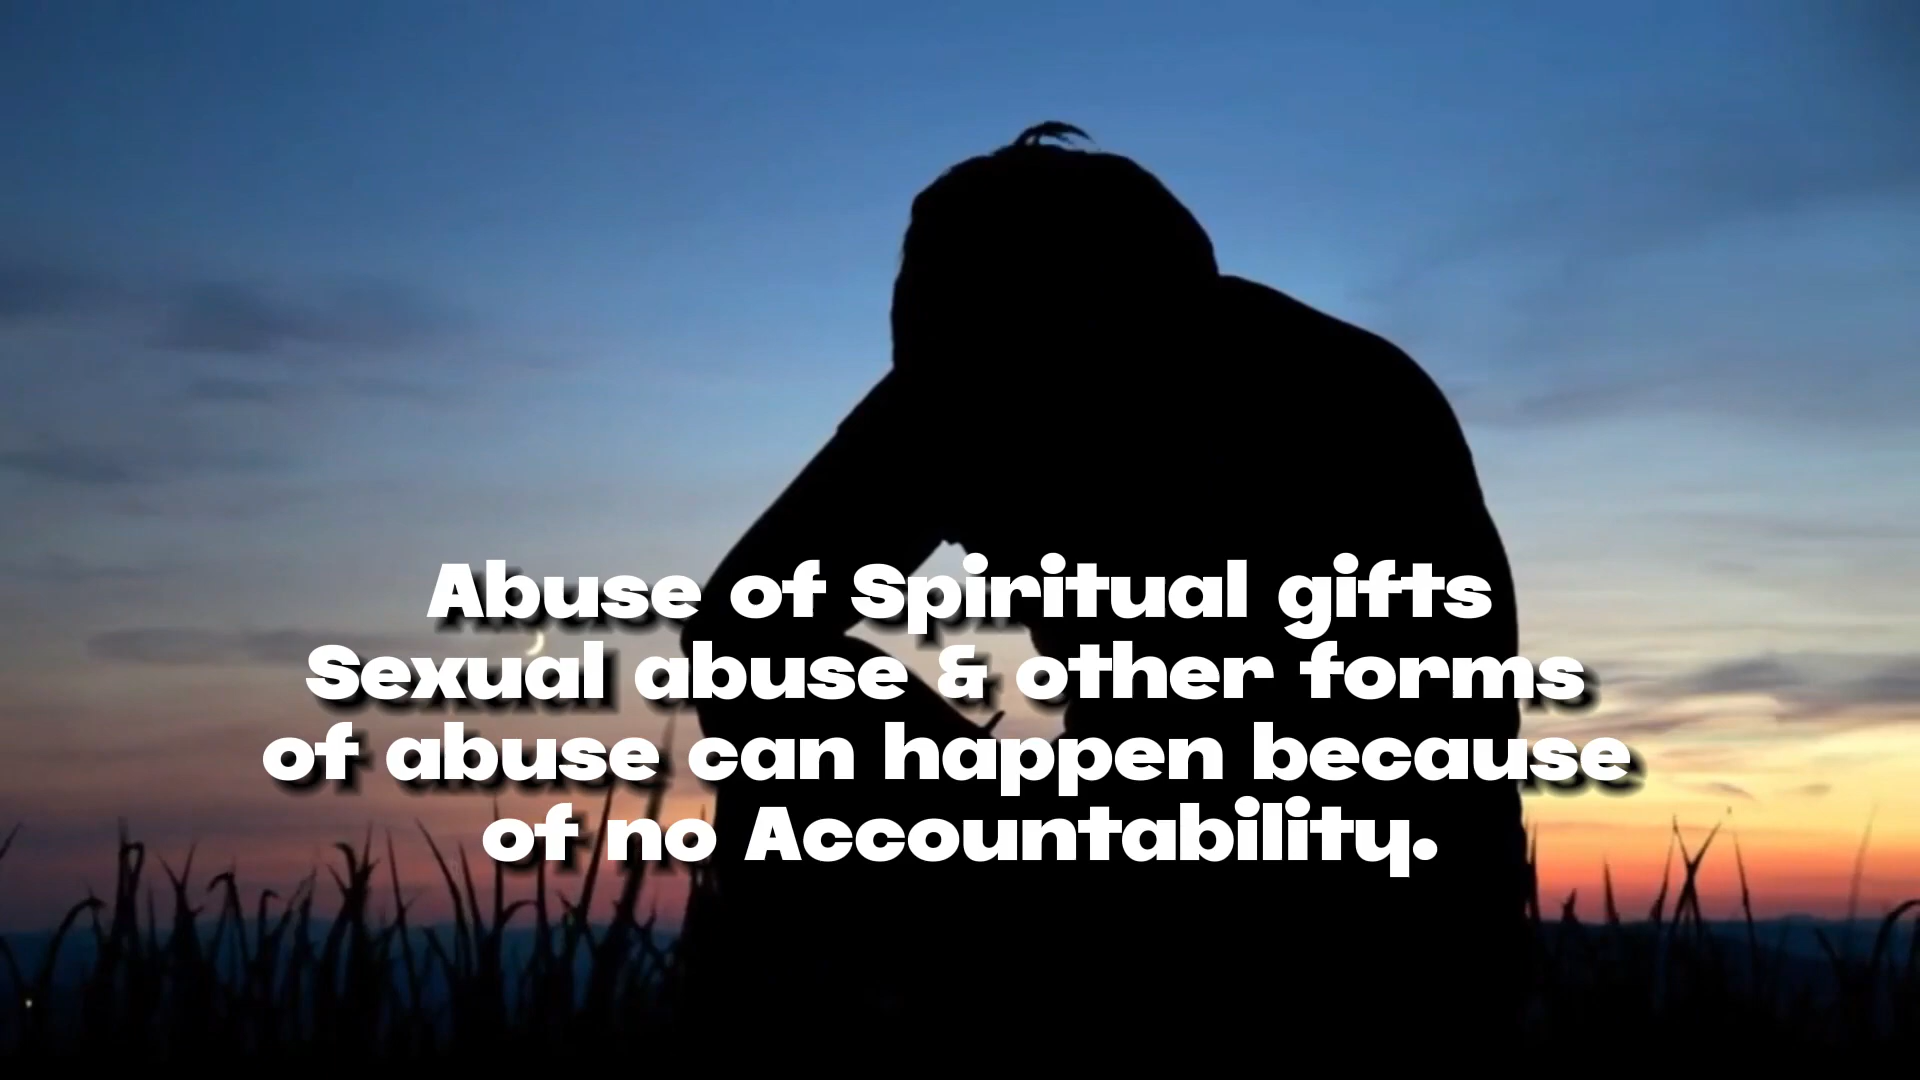 Abuse of Spiritual gifts
Sexual abuse & other forms
of abuse can happen because
of no Accountability.